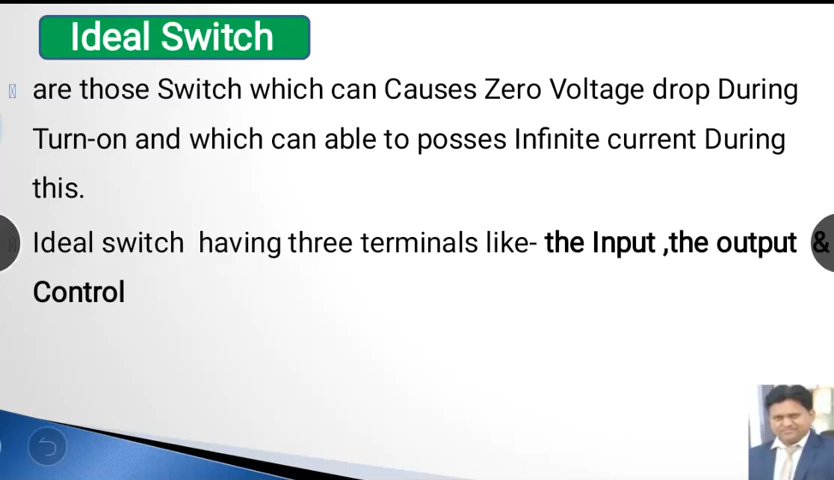 Ideal Switch
are those Switch which can Causes Zero Voltage drop During
Turn-on and which can able to posses Infinite current During
this.
Ideal switch having three terminals like- the Input ,the output &
Control